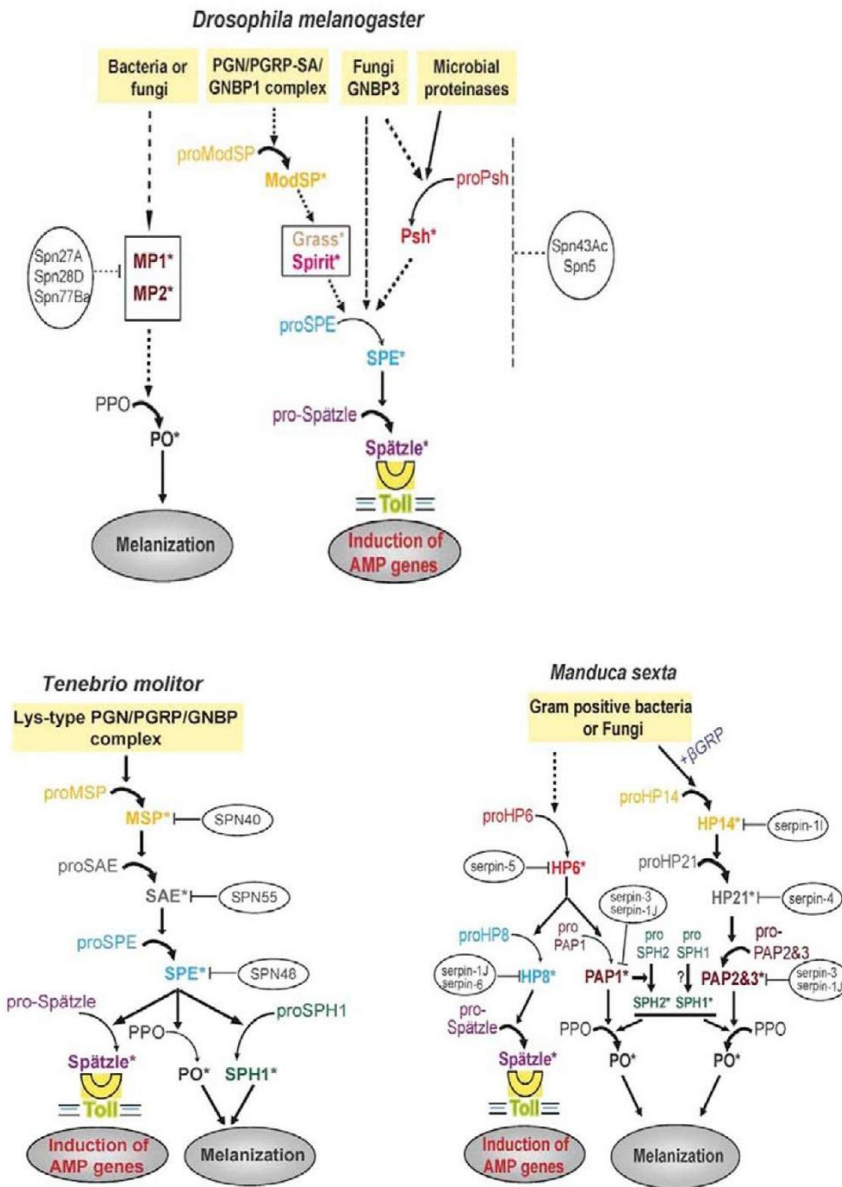 Drosophila melanogaster
Bacteria or
fungi
PGN/PGRP-SA/
GNBP1 complex
Fungi
GNBP3
Microbial
proteinases
proModSP
ModSP*
proPsh
Psh*
Grass*
Spirit*
Spn27A
Spn28D
Spn77Ba
MP1*
MP2*
Spn43Ac
Spn5
proSPE
SPE*
PPO
PO*
pro-Spätzle
Spätzle*
Toll
Melanization
Induction of
AMP genes
Tenebrio molitor
Lys-type PGN/PGRP/GNBP
complex
proMSP
MSP*
SPN40
proSAE
SAE*
SPN55
proSPE
SPE*
SPN48
pro-Spätzle
PPO
proSPH1
Spätzle*
PO*
SPH1*
Toll
Induction of
AMP genes
Melanization
Manduca sexta
Gram positive bacteria
or Fungi
+βGRP
proHP14
HP14*
serpin-1I
proHP6
HP6*
serpin-5
proHP21
HP21*
serpin-4
serpin-3
serpin-1J
proHP8
HP8*
serpin-1J
serpin-6
pro
PAP1
PAP1*
pro
SPH2
pro
SPH1
?
SPH2*
SPH1*
pro-
PAP2&3
PAP2&3*
serpin-3
serpin-1J
pro-
Spätzle
Spätzle*
PPO
PO*
PPO
PO*
Toll
Induction of
AMP genes
Melanization